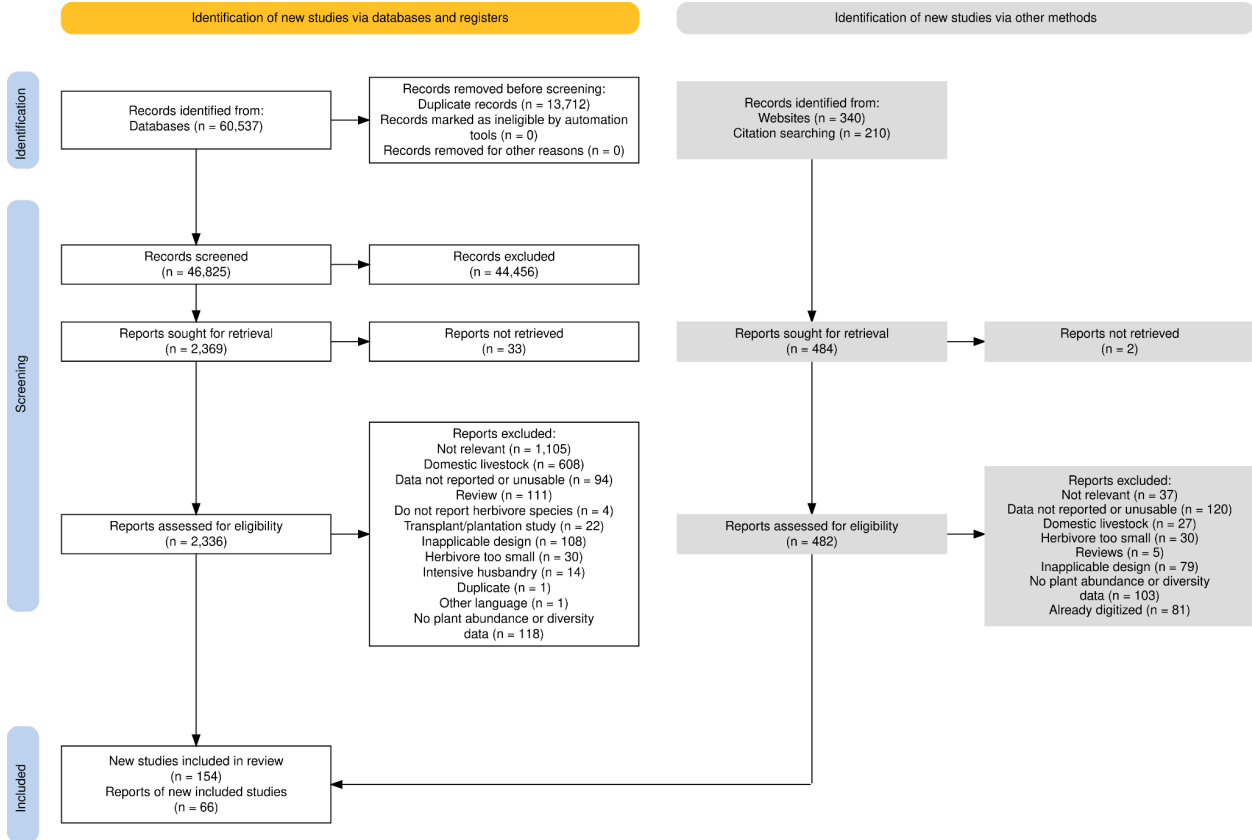 Identification of new studies via databases and registers
Identification of new studies via other methods
Identification
Records identified from:
Databases (n = 60,537)
Records removed before screening:
Duplicate records (n = 13,712)
Records marked as ineligible by automation
tools (n = 0)
Records removed for other reasons (n = 0)
Records identified from:
Websites (n = 340)
Citation searching (n = 210)
Screening
Records screened
(n = 46,825)
Records excluded
(n = 44,456)
Reports sought for retrieval
(n = 2,369)
Reports not retrieved
(n = 33)
Reports sought for retrieval
(n = 484)
Reports not retrieved
(n = 2)
Reports assessed for eligibility
(n = 2,336)
Reports excluded:
Not relevant (n = 1,105)
Domestic livestock (n = 608)
Data not reported or unusable (n = 94)
Review (n = 111)
Do not report herbivore species (n = 4)
Transplant/plantation study (n = 22)
Inapplicable design (n = 108)
Herbivore too small (n = 30)
Intensive husbandry (n = 14)
Duplicate (n = 1)
Other language (n = 1)
No plant abundance or diversity
data (n = 118)
Reports assessed for eligibility
(n = 482)
Reports excluded:
Not relevant (n = 37)
Data not reported or unusable (n = 120)
Domestic livestock (n = 27)
Herbivore too small (n = 30)
Reviews (n = 5)
Inapplicable design (n = 79)
No plant abundance or diversity
data (n = 103)
Already digitized (n = 81)
Included
New studies included in review
(n = 154)
Reports of new included studies
(n = 66)